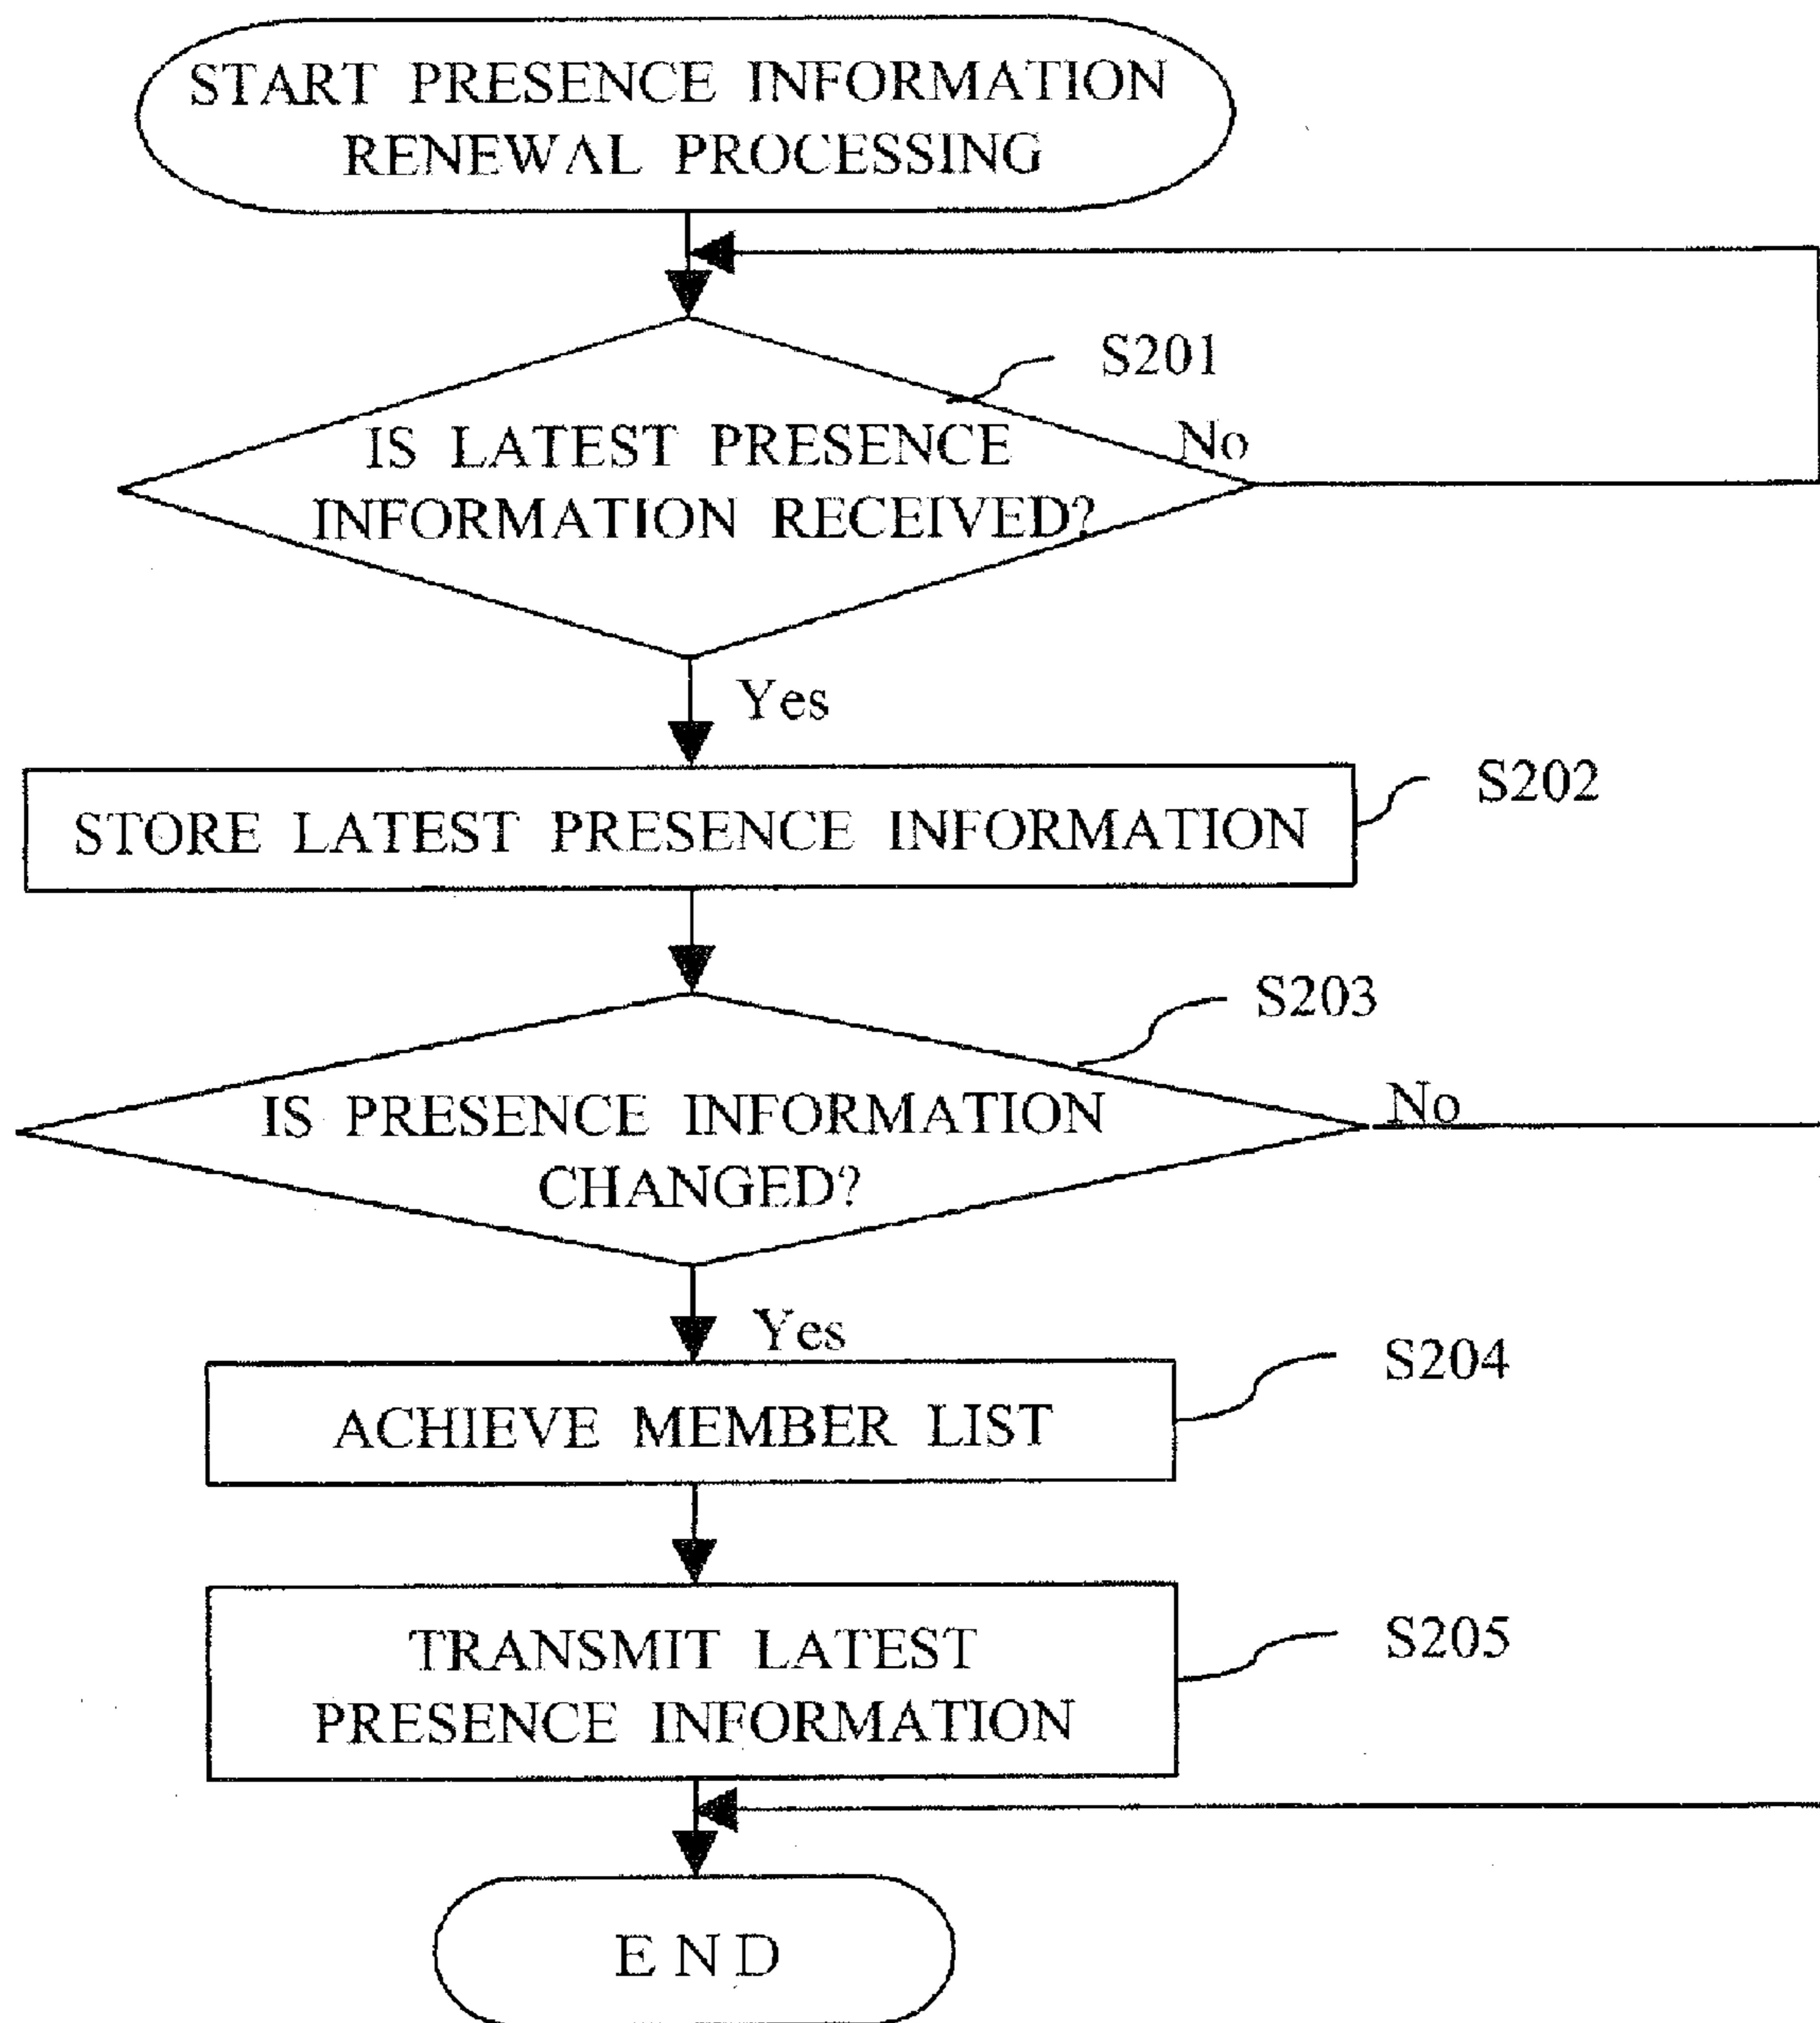 START PRESENCE INFORMATION
RENEWAL PROCESSING
S201
No
IS LATEST PRESENCE
INFORMATION RECEIVED?
Yes
S202
STORE LATEST PRESENCE INFORMATION
S203
No
IS PRESENCE INFORMATION
CHANGED?
Yes
S204
ACHIEVE MEMBER LIST
S205
TRANSMIT LATEST
PRESENCE INFORMATION
END